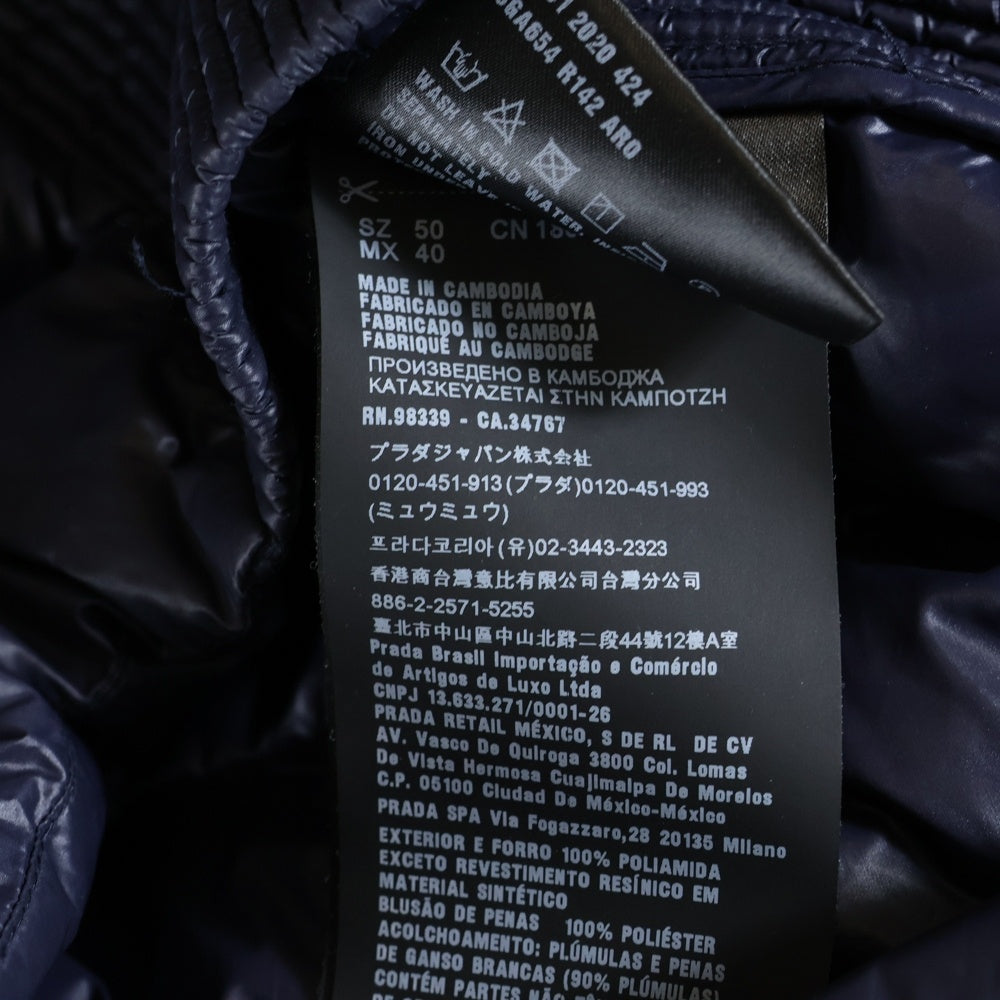 2020 424
SGA654 R142 ARO
WASH IN COLD WATER,
SEPARATELY
DO NOT LEAVE
IRON
SZ 50
MX 40
CN
MADE IN CAMBODIA
FABRICADO EN CAMBOYA
FABRICADO NO CAMBOJA
FABRIQUÉ AU CAMBODGE
ПРОИЗВЕДЕНО В КАМБОДЖА
ΚΑΤΑΣΚΕΥΑΖΕΤΑΙ ΣΤΗΝ ΚΑΜΠΟΤΖΗ
RN.98339 - CA.34767
プラダジャパン株式会社
0120-451-913(プラダ)0120-451-993
(ミュウミュウ)
프라다코리아(유)02-3443-2323
香港商台灣意比有限公司台灣分公司
886-2-2571-5255
臺北市中山區中山北路二段44號12樓A室
Prada Brasil Importação e Comércio
de Artigos de Luxo Ltda
CNPJ 13.633.271/0001-26
PRADA RETAIL MÉXICO, S DE RL DE CV
AV. Vasco De Quiroga 3800 Col. Lomas
De Vista Hermosa Cuajimalpa De Morelos
C.P. 05100 Ciudad De México-México
PRADA SPA Via Fogazzaro,28 20135 Milano
EXTERIOR E FORRO 100% POLIAMIDA
EXCETO REVESTIMENTO RESÍNICO EM
MATERIAL SINTÉTICO
BLUSÃO DE PENAS 100% POLIÉSTER
ACOLCHOAMENTO: PLÚMULAS E PENAS
DE GANSO BRANCAS (90% PLÚMULAS)
CONTÉM PARTES NÃO